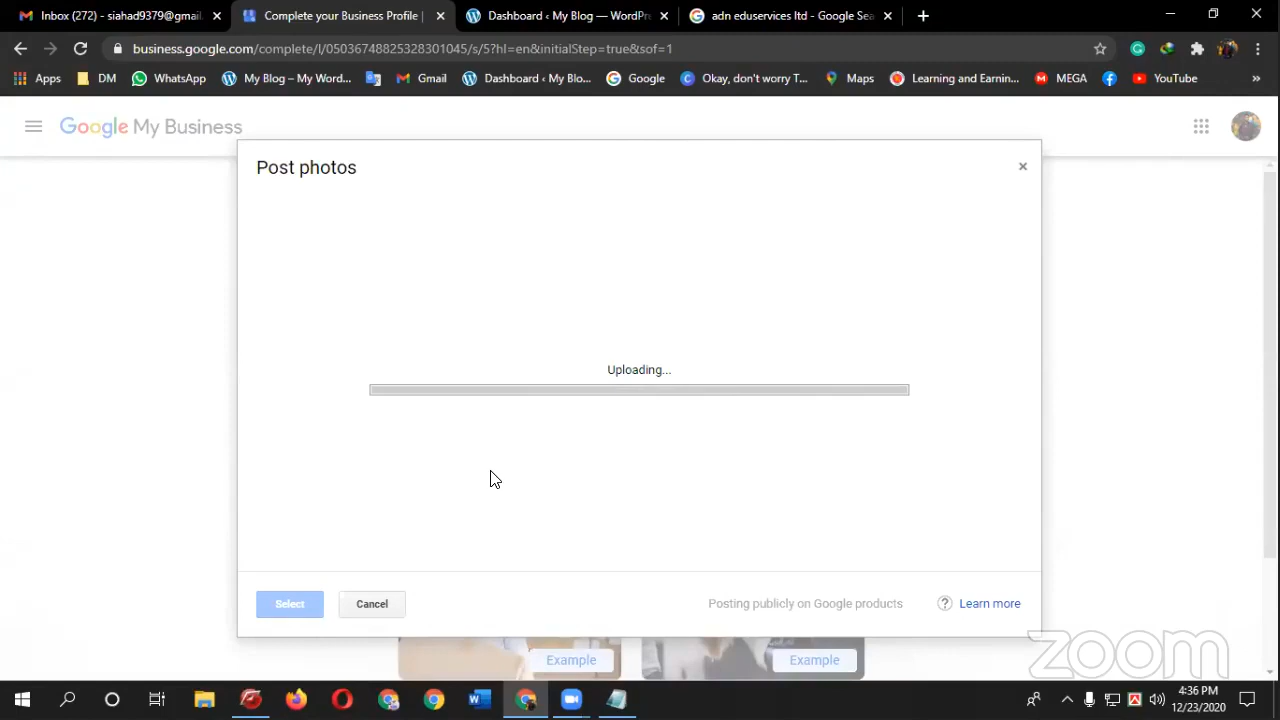 Inbox (272) - siahad9379@gmail.
Complete your Business Profile |
Dashboard ‹ My Blog — WordPre
adn eduservices ltd - Google Sea
business.google.com/complete/l/05036748825328301045/s/5?hl=en&initialStep=true&sof=1
Apps
DM
WhatsApp
My Blog – My Word...
Gmail
Dashboard ‹ My Blo...
Google
Okay, don't worry T...
Maps
Learning and Earnin...
MEGA
YouTube
»
Google My Business
Post photos
Uploading...
Select
Cancel
Posting publicly on Google products
? Learn more
Example
Example
zoom
4:36 PM
12/23/2020